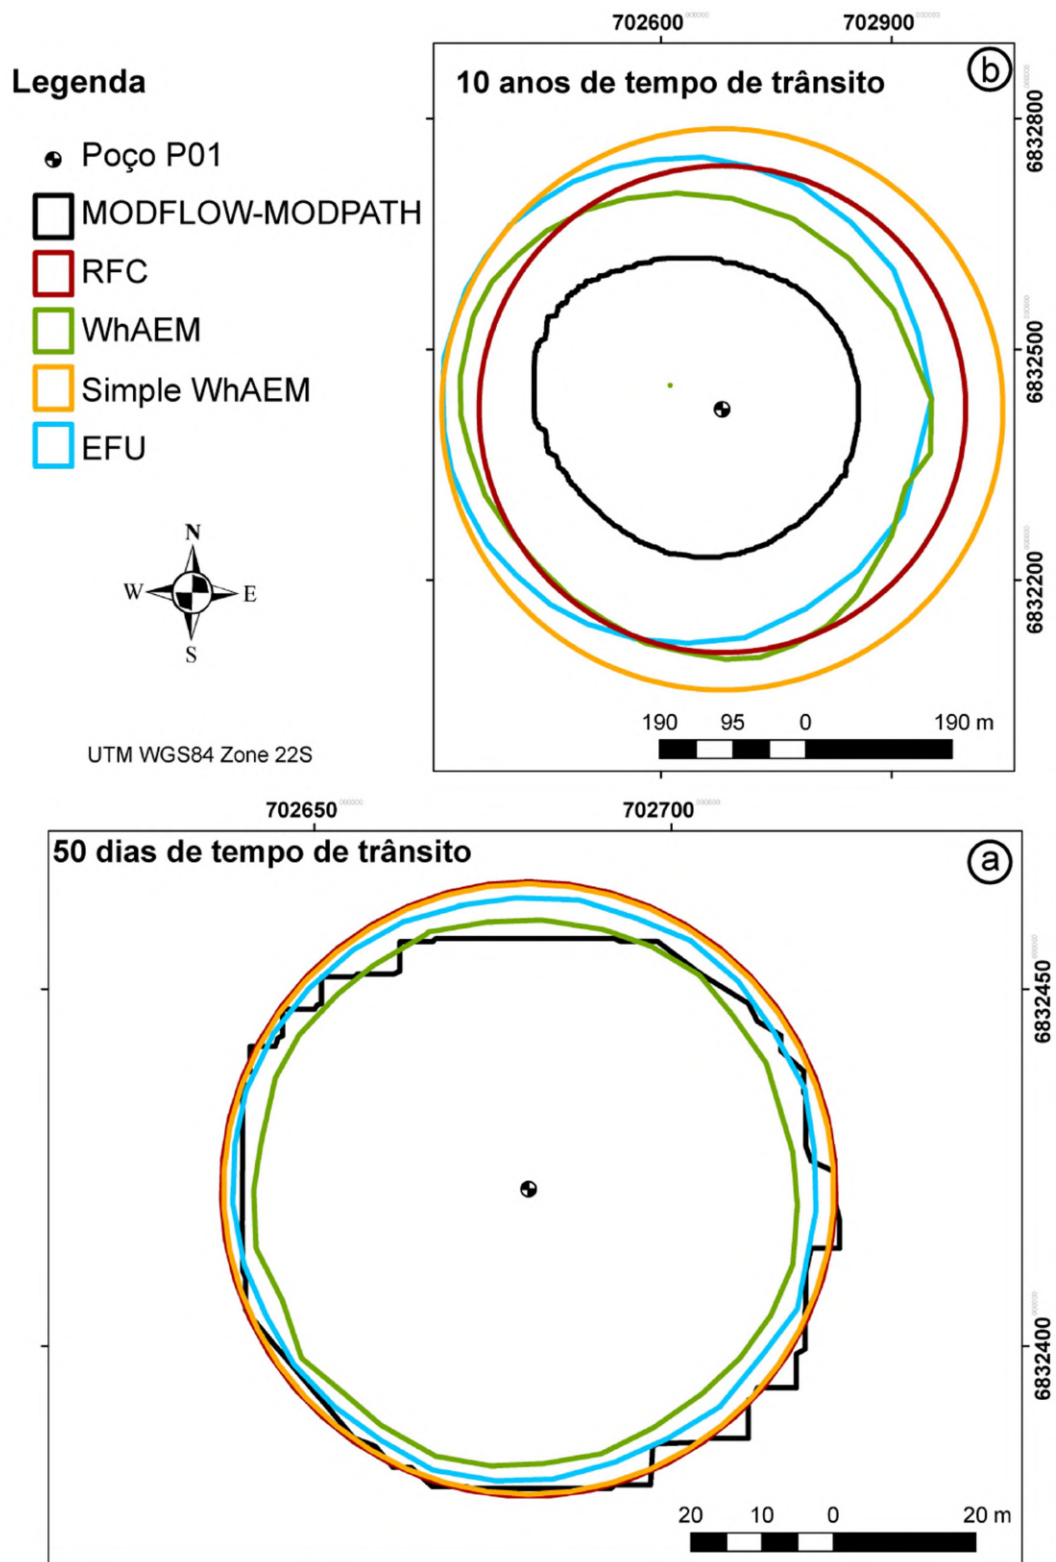 702600 702900
Legenda
10 anos de tempo de trânsito
b
Poço P01
MODFLOW-MODPATH
RFC
WhAEM
Simple WhAEM
EFU
6832800
6832500
6832200
N
W E
S
190 95 0 190 m
UTM WGS84 Zone 22S
702650 702700
50 dias de tempo de trânsito
a
6832450
6832400
20 10 0 20 m